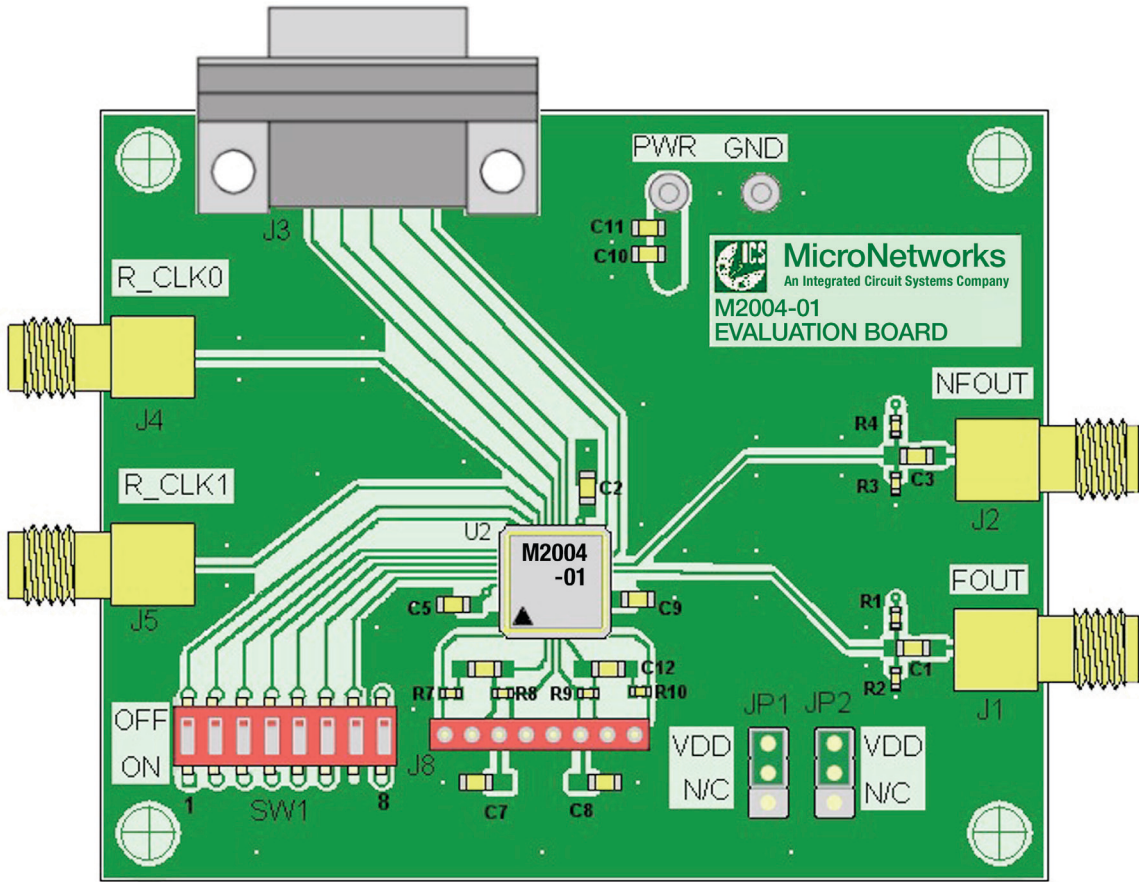 PWR GND
J3
C11
C10
ICS
MicroNetworks
An Integrated Circuit Systems Company
M2004-01
EVALUATION BOARD
R_CLK0
J4
NFOUT
R4
R3
C3
J2
R_CLK1
J5
C2
U2
M2004
-01
C5
C9
FOUT
R1
R2
C1
J1
C12
R7
R8
R9
R10
OFF
ON
1
8
SW1
J8
C7
C8
JP1
JP2
VDD
N/C
VDD
N/C